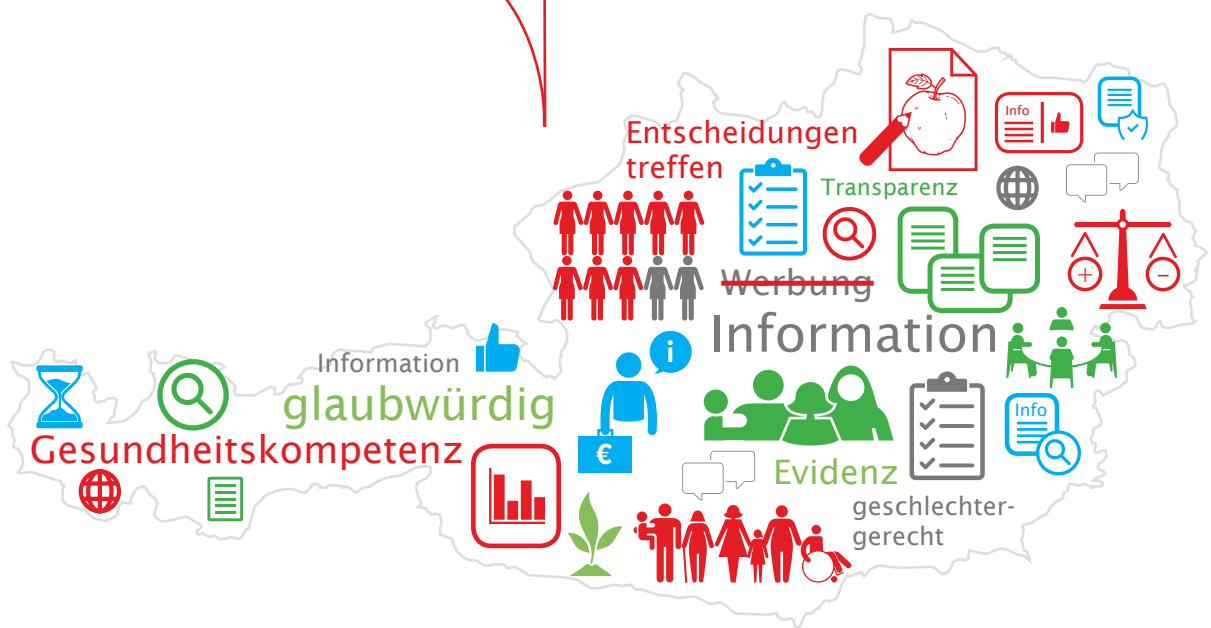 Entscheidungen
treffen
Info
Transparenz
Werbung
+
−
Information
i
Information
glaubwürdig
Info
Gesundheitskompetenz
€
Evidenz
geschlechter-
gerecht